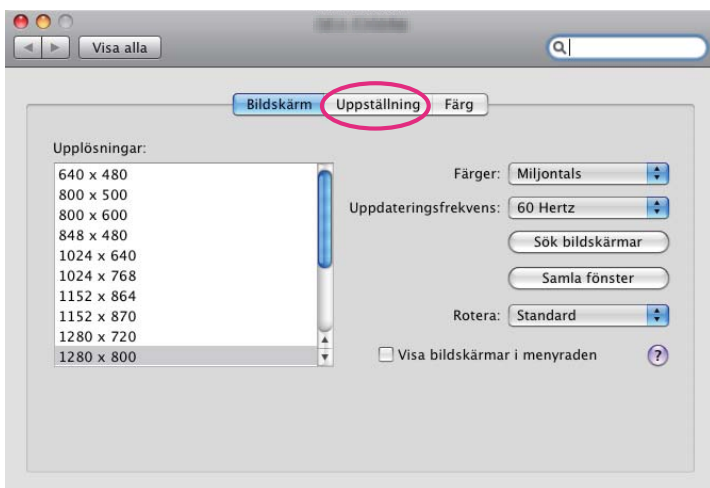 Visa alla
Bildskärm Uppställning Färg
Upplösningar:
640 x 480
800 x 500
800 x 600
848 x 480
1024 x 640
1024 x 768
1152 x 864
1152 x 870
1280 x 720
1280 x 800
Färger: Miljontals
Uppdateringsfrekvens: 60 Hertz
Sök bildskärmar
Samla fönster
Rotera: Standard
Visa bildskärmar i menyraden ?